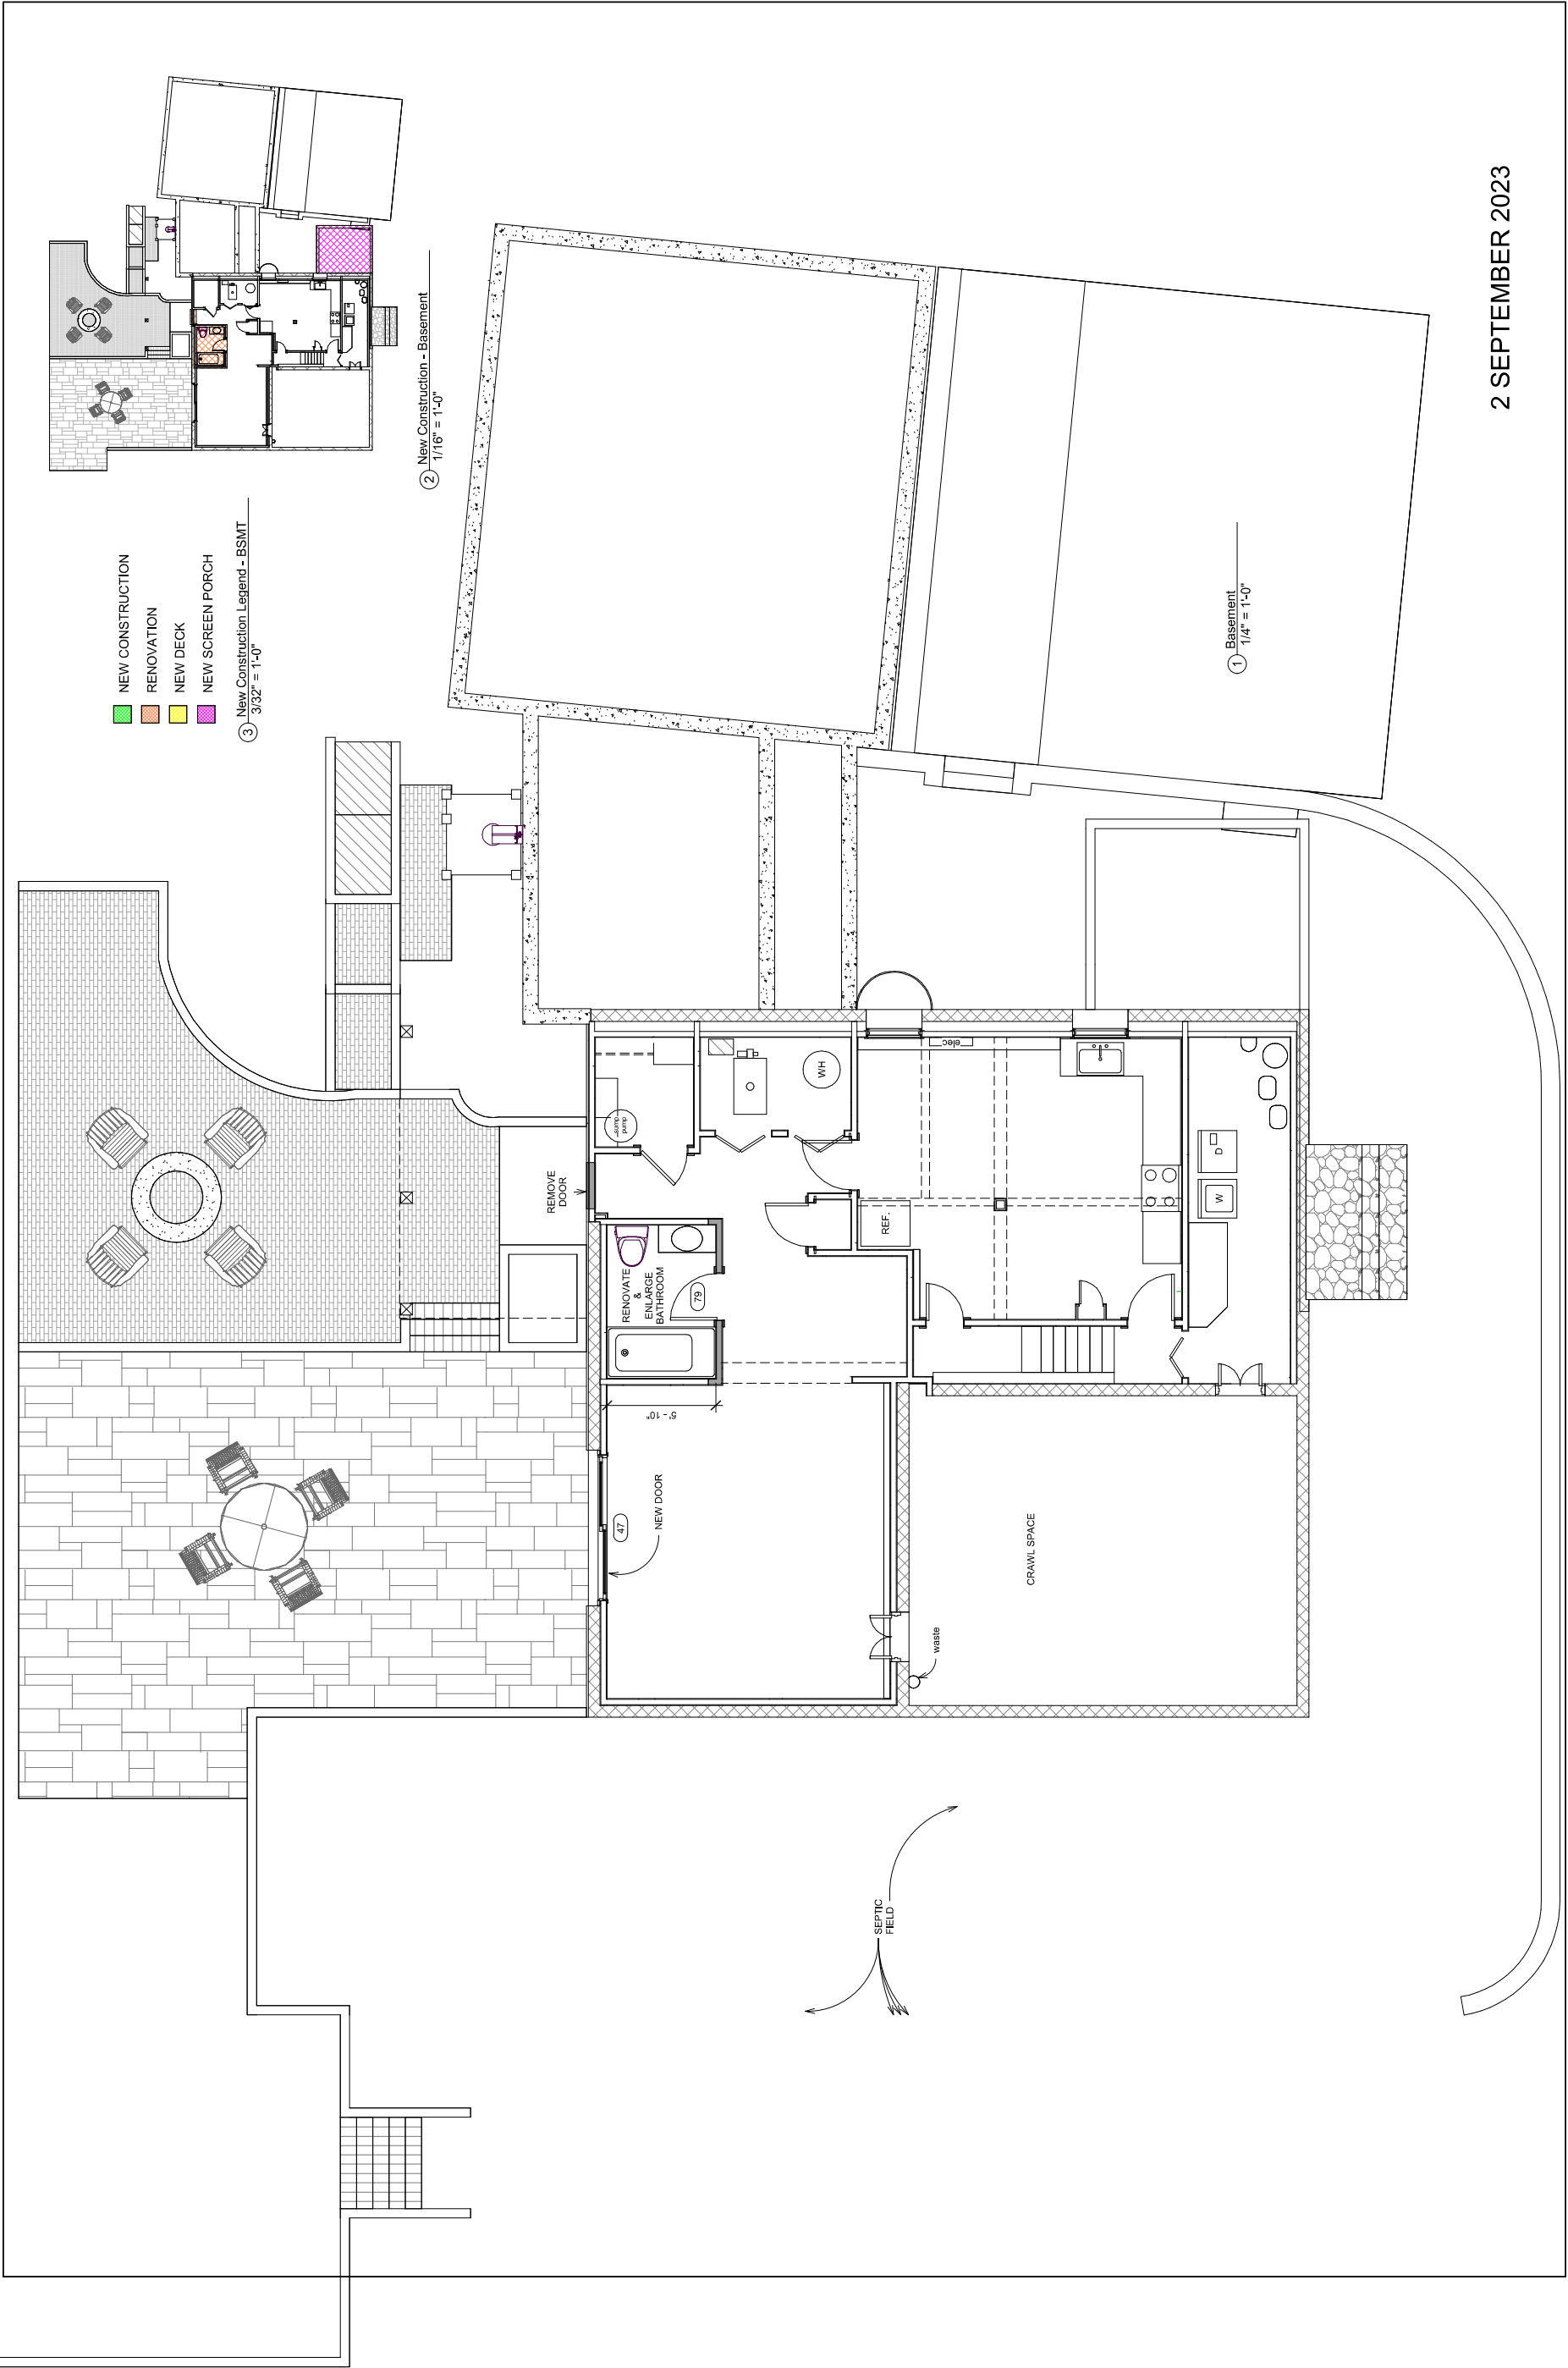 NEW CONSTRUCTION
RENOVATION
NEW DECK
NEW SCREEN PORCH
3
New Construction Legend - BSMT
3/32" = 1'-0"
2
New Construction - Basement
1/16" = 1'-0"
1
Basement
1/4" = 1'-0"
2 SEPTEMBER 2023
REMOVE
DOOR
sump
pump
WH
elec
REF.
RENOVATE
&
ENLARGE
BATHROOM
79
5' - 10"
D
W
47
NEW DOOR
CRAWL SPACE
waste
SEPTIC
FIELD